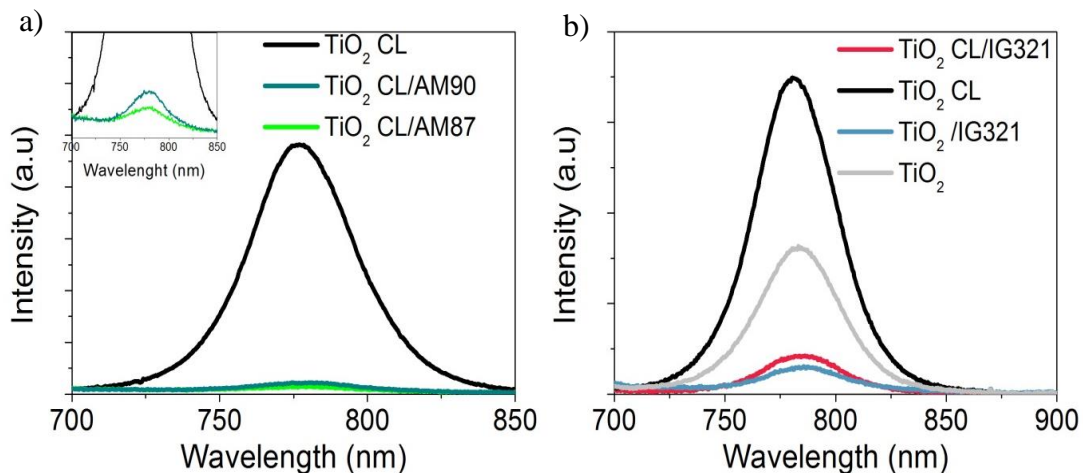 a)
TiO2 CL
TiO2 CL/AM90
TiO2 CL/AM87
700 750 800 850
Wavelenght (nm)
Intensity (a.u)
700 750 800 850
Wavelength (nm)
b)
TiO2 CL/IG321
TiO2 CL
TiO2 /IG321
TiO2
Intensity (a.u)
700 750 800 850 900
Wavelength (nm)